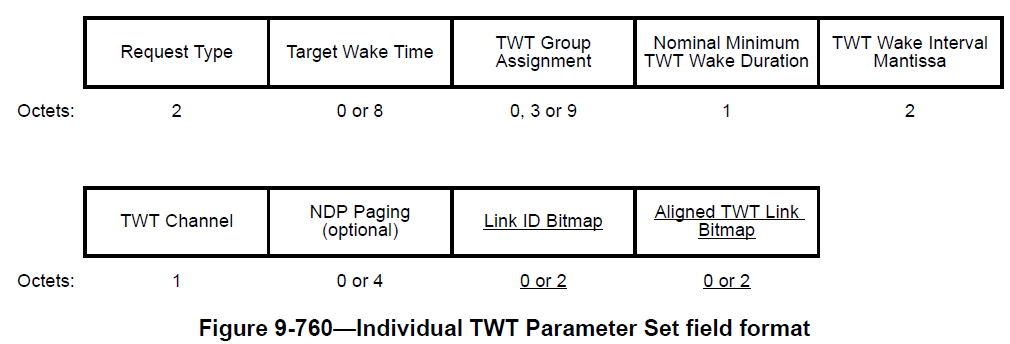 Request Type
Target Wake Time
TWT Group
Assignment
Nominal Minimum
TWT Wake Duration
TWT Wake Interval
Mantissa
Octets:
2
0 or 8
0, 3 or 9
1
2
TWT Channel
NDP Paging
(optional)
Link ID Bitmap
Aligned TWT Link
Bitmap
Octets:
1
0 or 4
0 or 2
0 or 2
Figure 9-760—Individual TWT Parameter Set field format